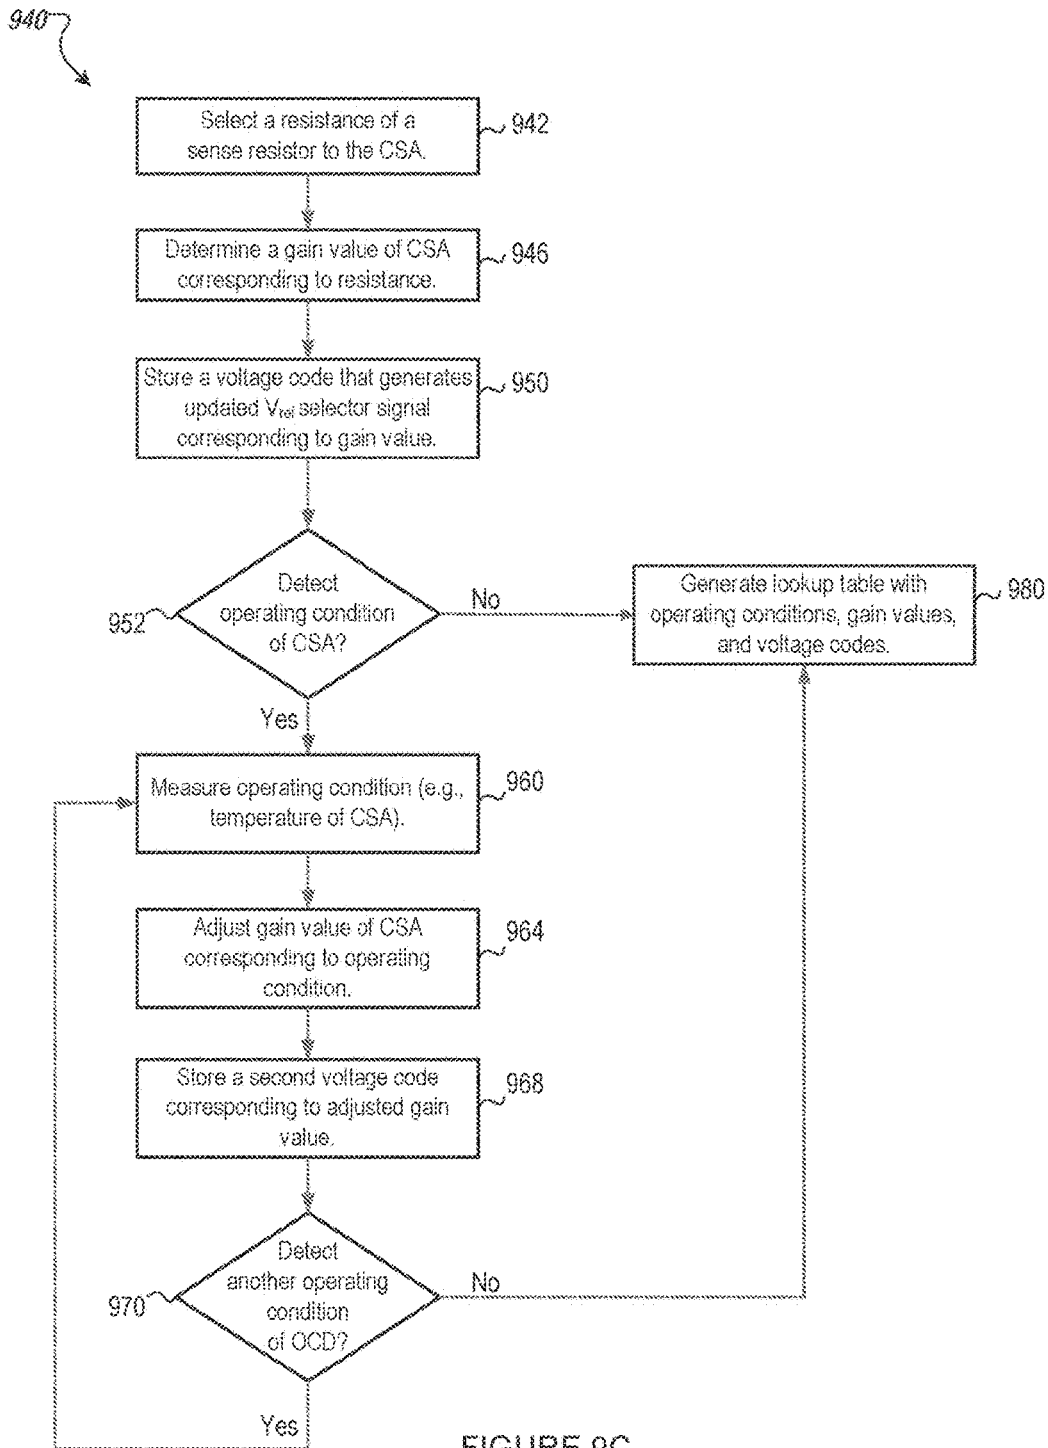 940
Select a resistance of a
sense resistor to the CSA.
942
Determine a gain value of CSA
corresponding to resistance.
946
Store a voltage code that generates
updated Vref selector signal
corresponding to gain value.
950
Detect
operating condition
of CSA?
952
No
Generate lookup table with
operating conditions, gain values,
and voltage codes.
980
Yes
Measure operating condition (e.g.,
temperature of CSA).
960
Adjust gain value of CSA
corresponding to operating
condition.
964
Store a second voltage code
corresponding to adjusted gain
value.
968
Detect
another operating
condition
of OCD?
970
No
Yes
FIGURE 9C